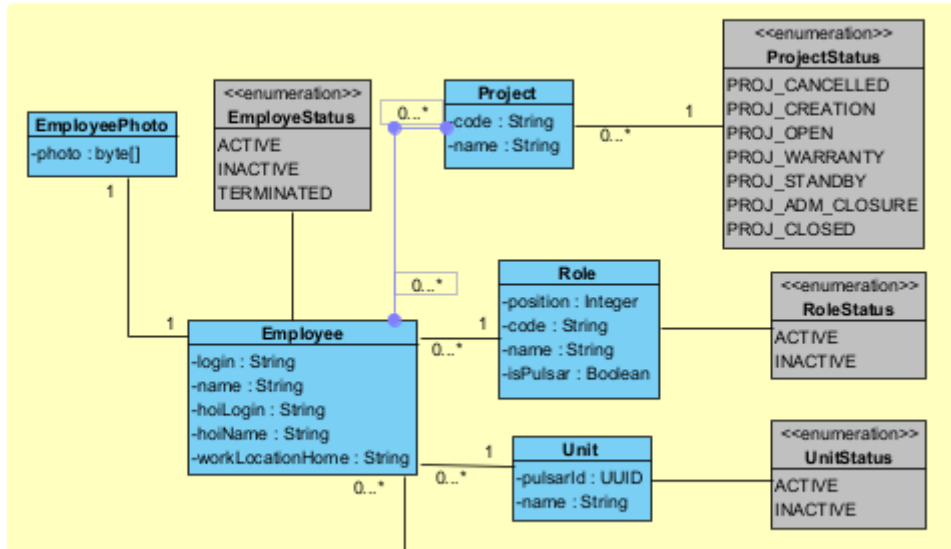 <<enumeration>>
ProjectStatus
PROJ_CANCELLED
PROJ_CREATION
PROJ_OPEN
PROJ_WARRANTY
PROJ_STANDBY
PROJ_ADM_CLOSURE
PROJ_CLOSED
Project
-code : String
-name : String
1
0...*
0...*
<<enumeration>>
EmployeStatus
ACTIVE
INACTIVE
TERMINATED
EmployeePhoto
-photo : byte[]
1
1
0...*
Employee
-login : String
-name : String
-hoiLogin : String
-hoiName : String
-workLocationHome : String
0...*
1
Role
-position : Integer
-code : String
-name : String
-isPulsar : Boolean
<<enumeration>>
RoleStatus
ACTIVE
INACTIVE
0...*
0...*
1
Unit
-pulsarId : UUID
-name : String
<<enumeration>>
UnitStatus
ACTIVE
INACTIVE